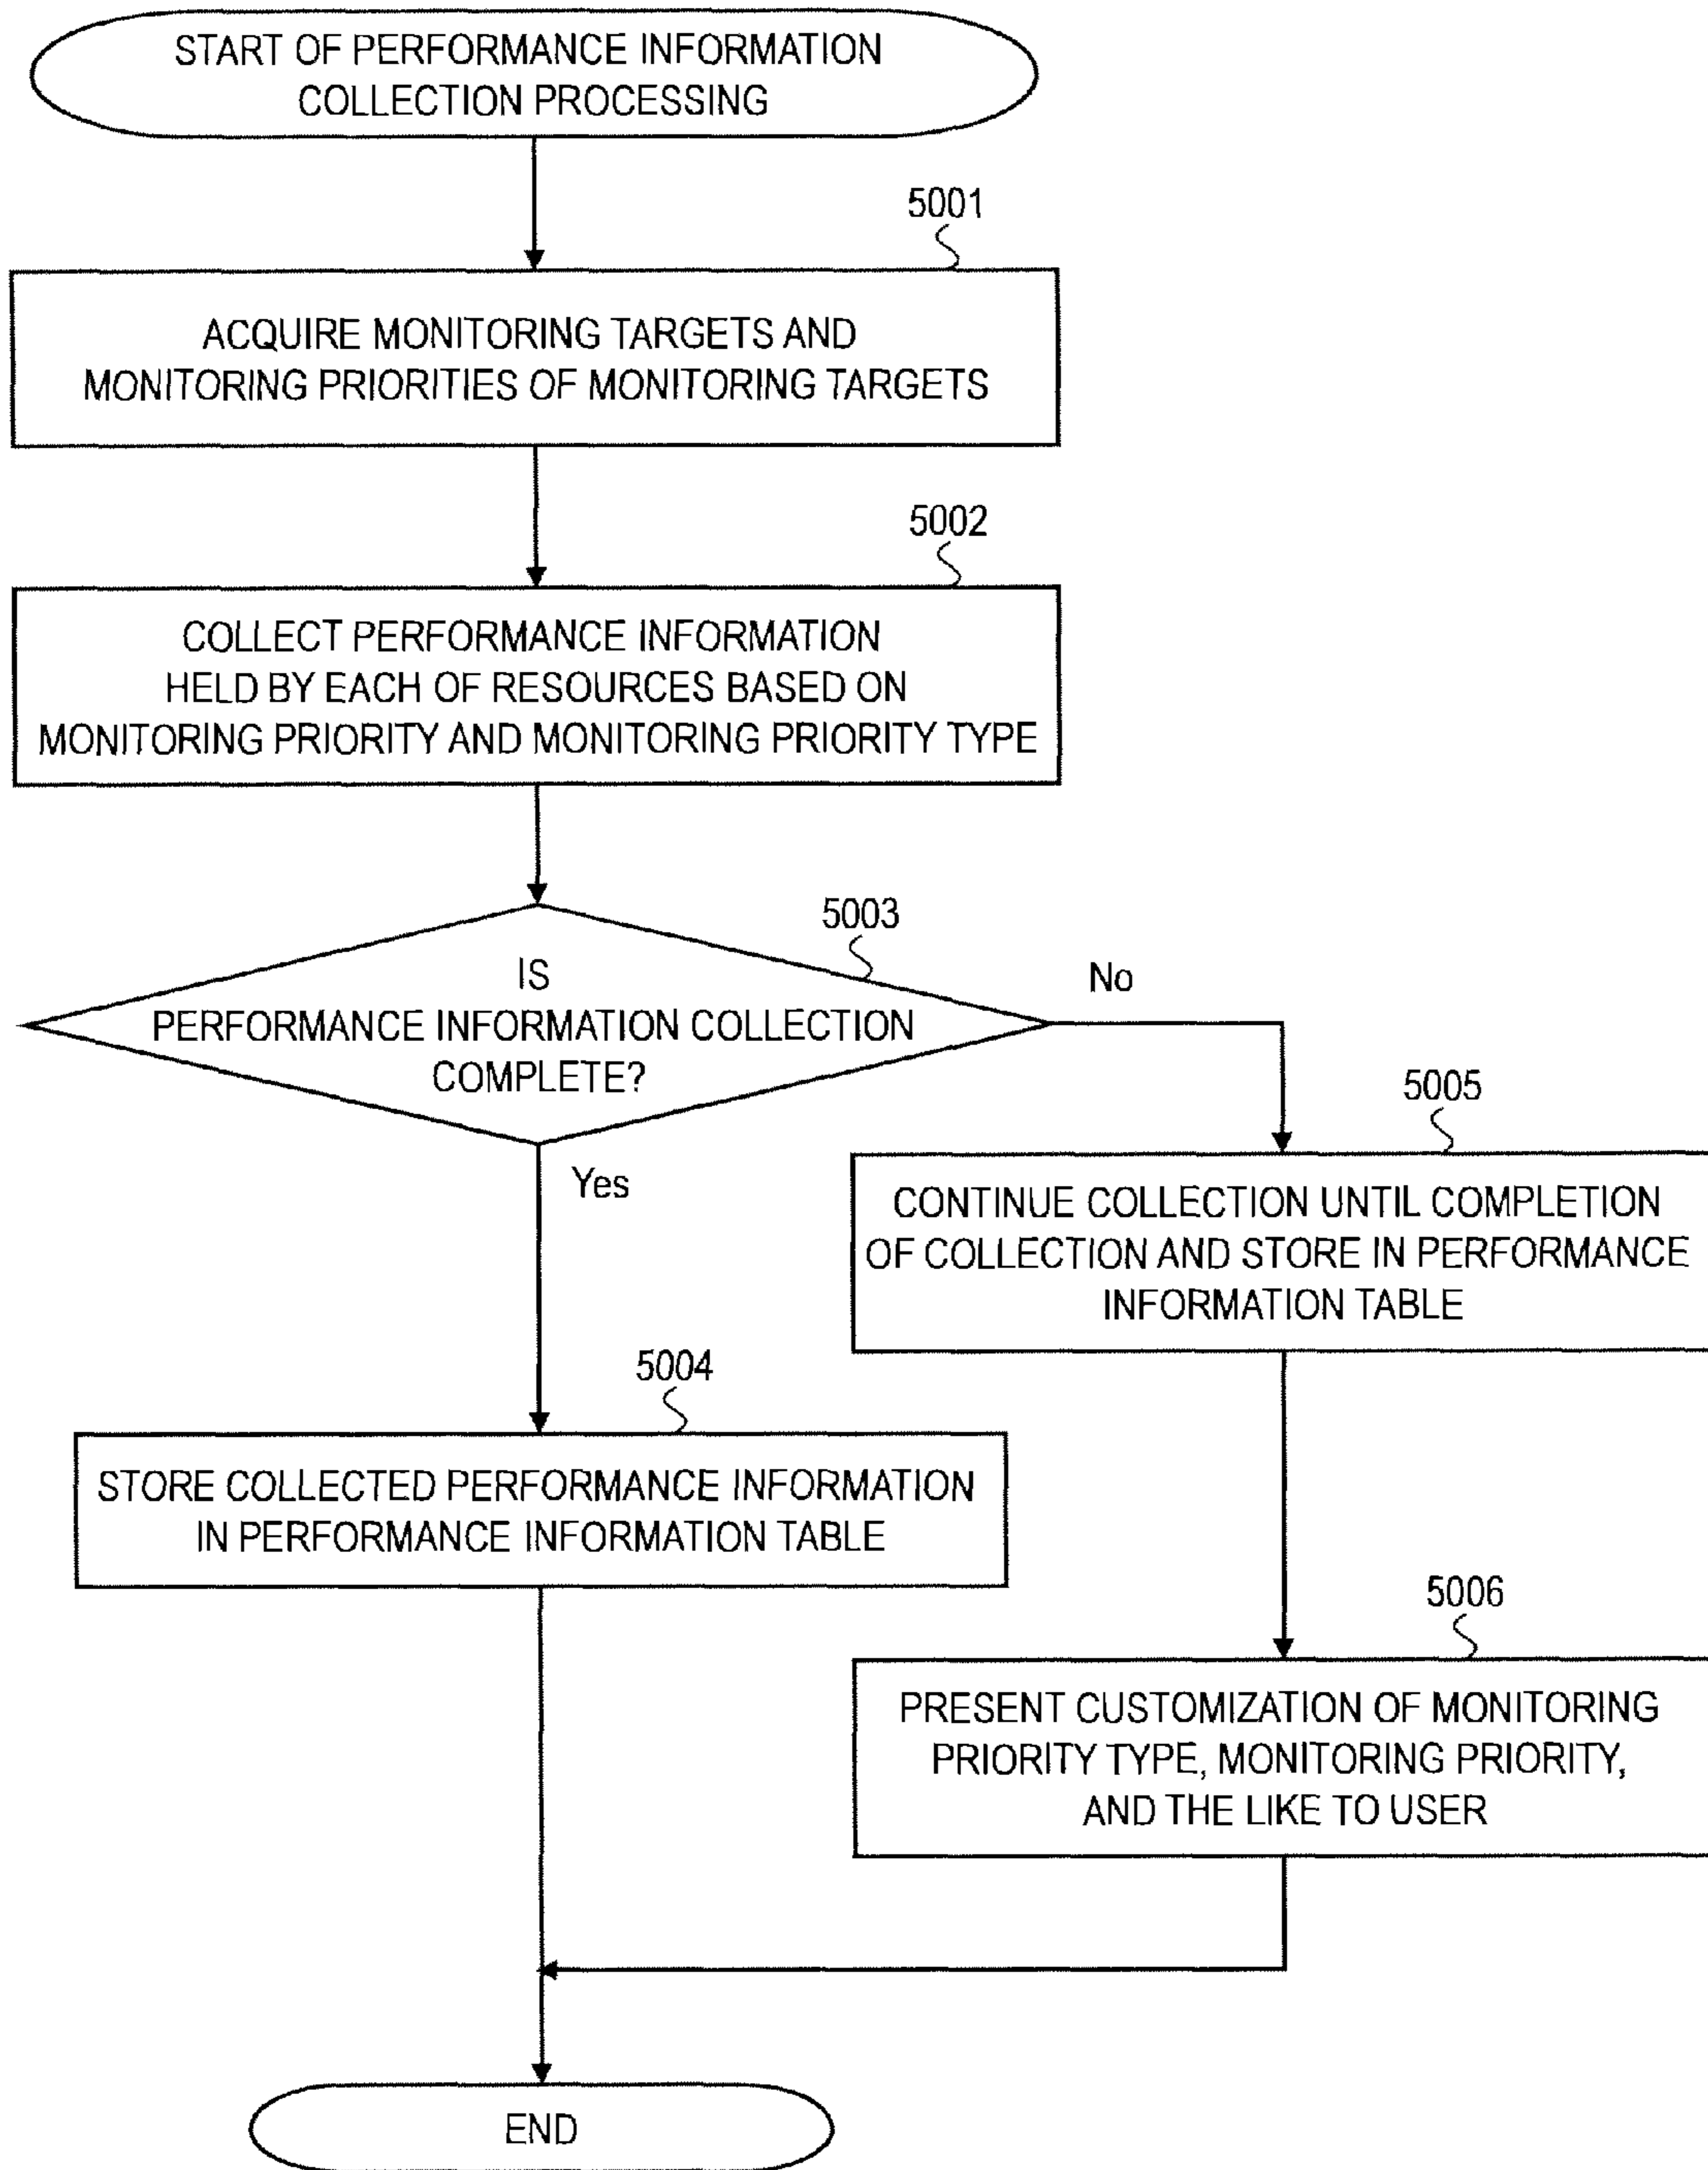 START OF PERFORMANCE INFORMATION
COLLECTION PROCESSING
5001
ACQUIRE MONITORING TARGETS AND
MONITORING PRIORITIES OF MONITORING TARGETS
5002
COLLECT PERFORMANCE INFORMATION
HELD BY EACH OF RESOURCES BASED ON
MONITORING PRIORITY AND MONITORING PRIORITY TYPE
5003
IS
PERFORMANCE INFORMATION COLLECTION
COMPLETE?
No
Yes
5005
CONTINUE COLLECTION UNTIL COMPLETION
OF COLLECTION AND STORE IN PERFORMANCE
INFORMATION TABLE
5004
STORE COLLECTED PERFORMANCE INFORMATION
IN PERFORMANCE INFORMATION TABLE
5006
PRESENT CUSTOMIZATION OF MONITORING
PRIORITY TYPE, MONITORING PRIORITY,
AND THE LIKE TO USER
END